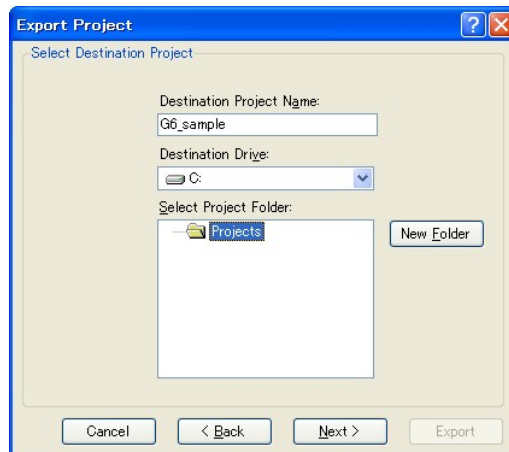 Export Project
Select Destination Project
Destination Project Name:
G6_sample
Destination Drive:
C:
Select Project Folder:
Projects
New Folder
Cancel
< Back
Next >
Export